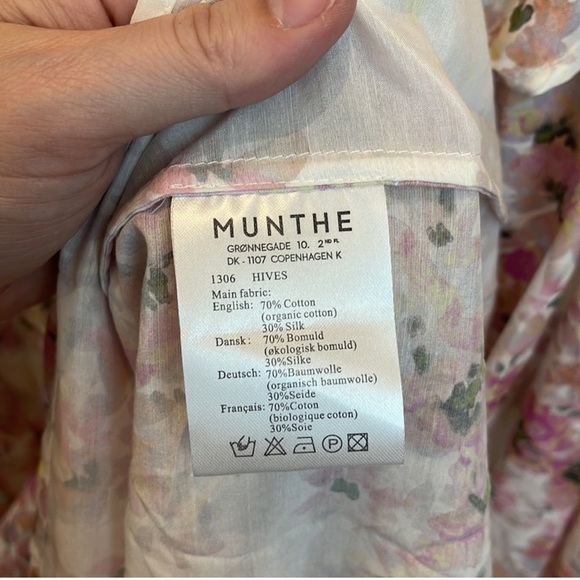 MUNTHE
GRØNNEGADE 10. 2ND FL
DK - 1107 COPENHAGEN K
1306 HIVES
Main fabric:
English: 70% Cotton
(organic cotton)
30% Silk
Dansk: 70% Bomuld
(økologisk bomuld)
30%Silke
Deutsch: 70%Baumwolle
(organisch baumwolle)
30%Seide
Français: 70%Coton
(biologique coton)
30%Soie
P